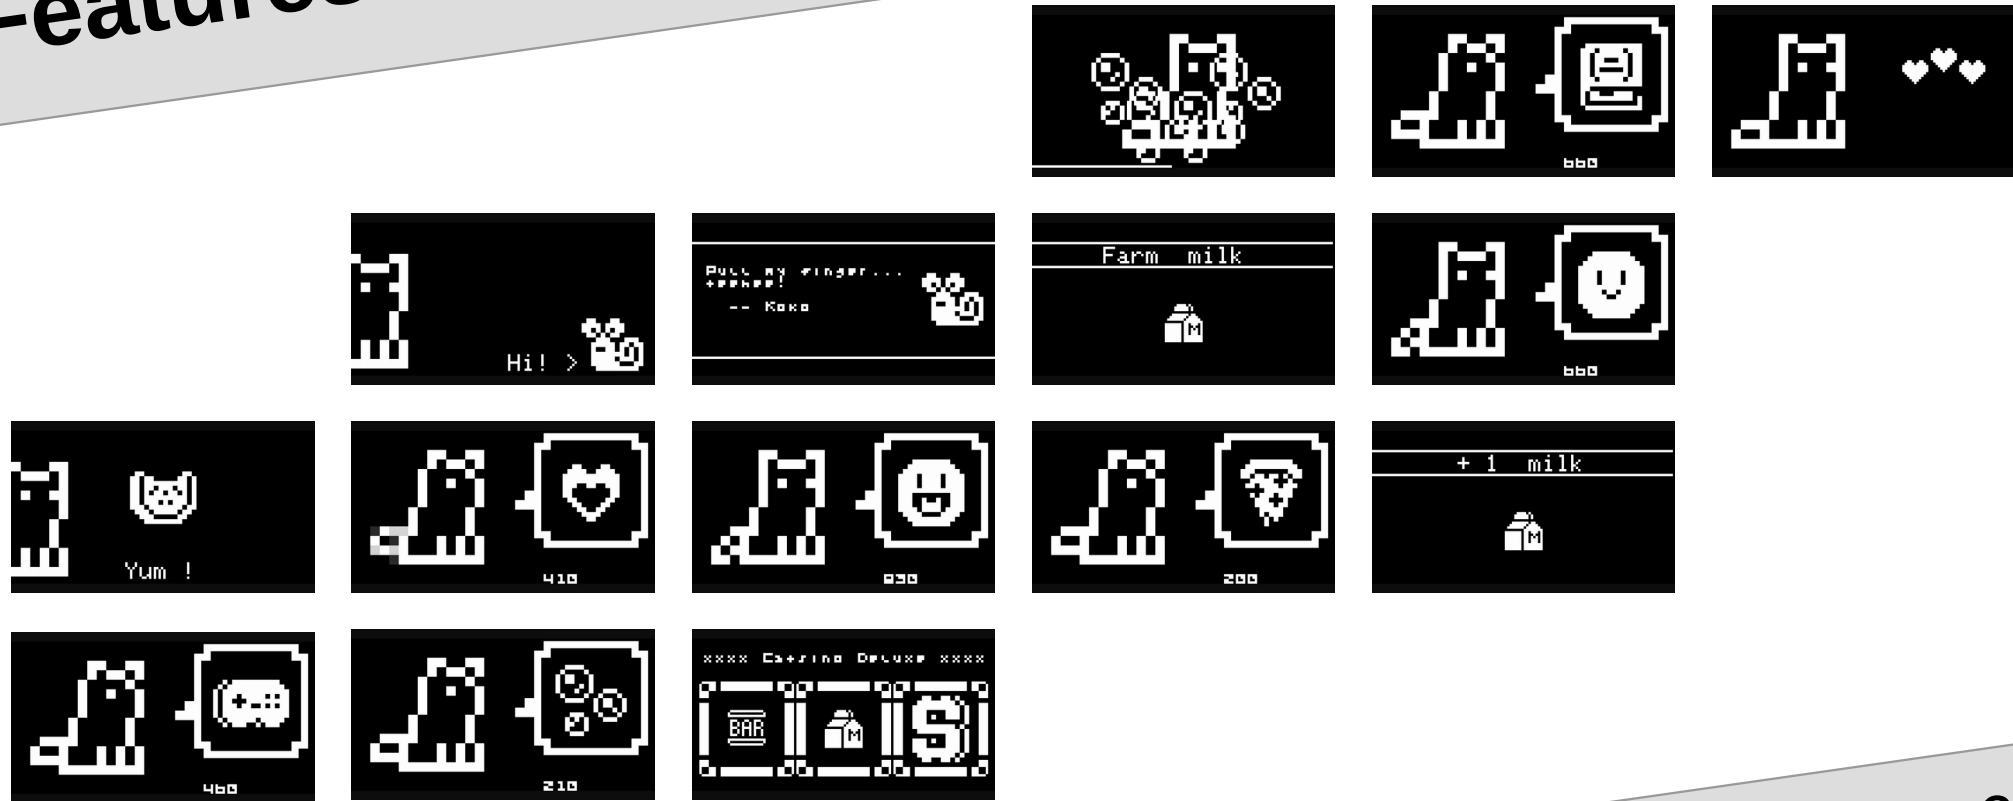 Features
660
Hi! >
Pull my finger...
teehee!
-- Koko
Farm milk
M
660
Yum !
410
930
200
+ 1 milk
M
460
210
xxxx Catsino Deluxe xxxx
BAR
M
S